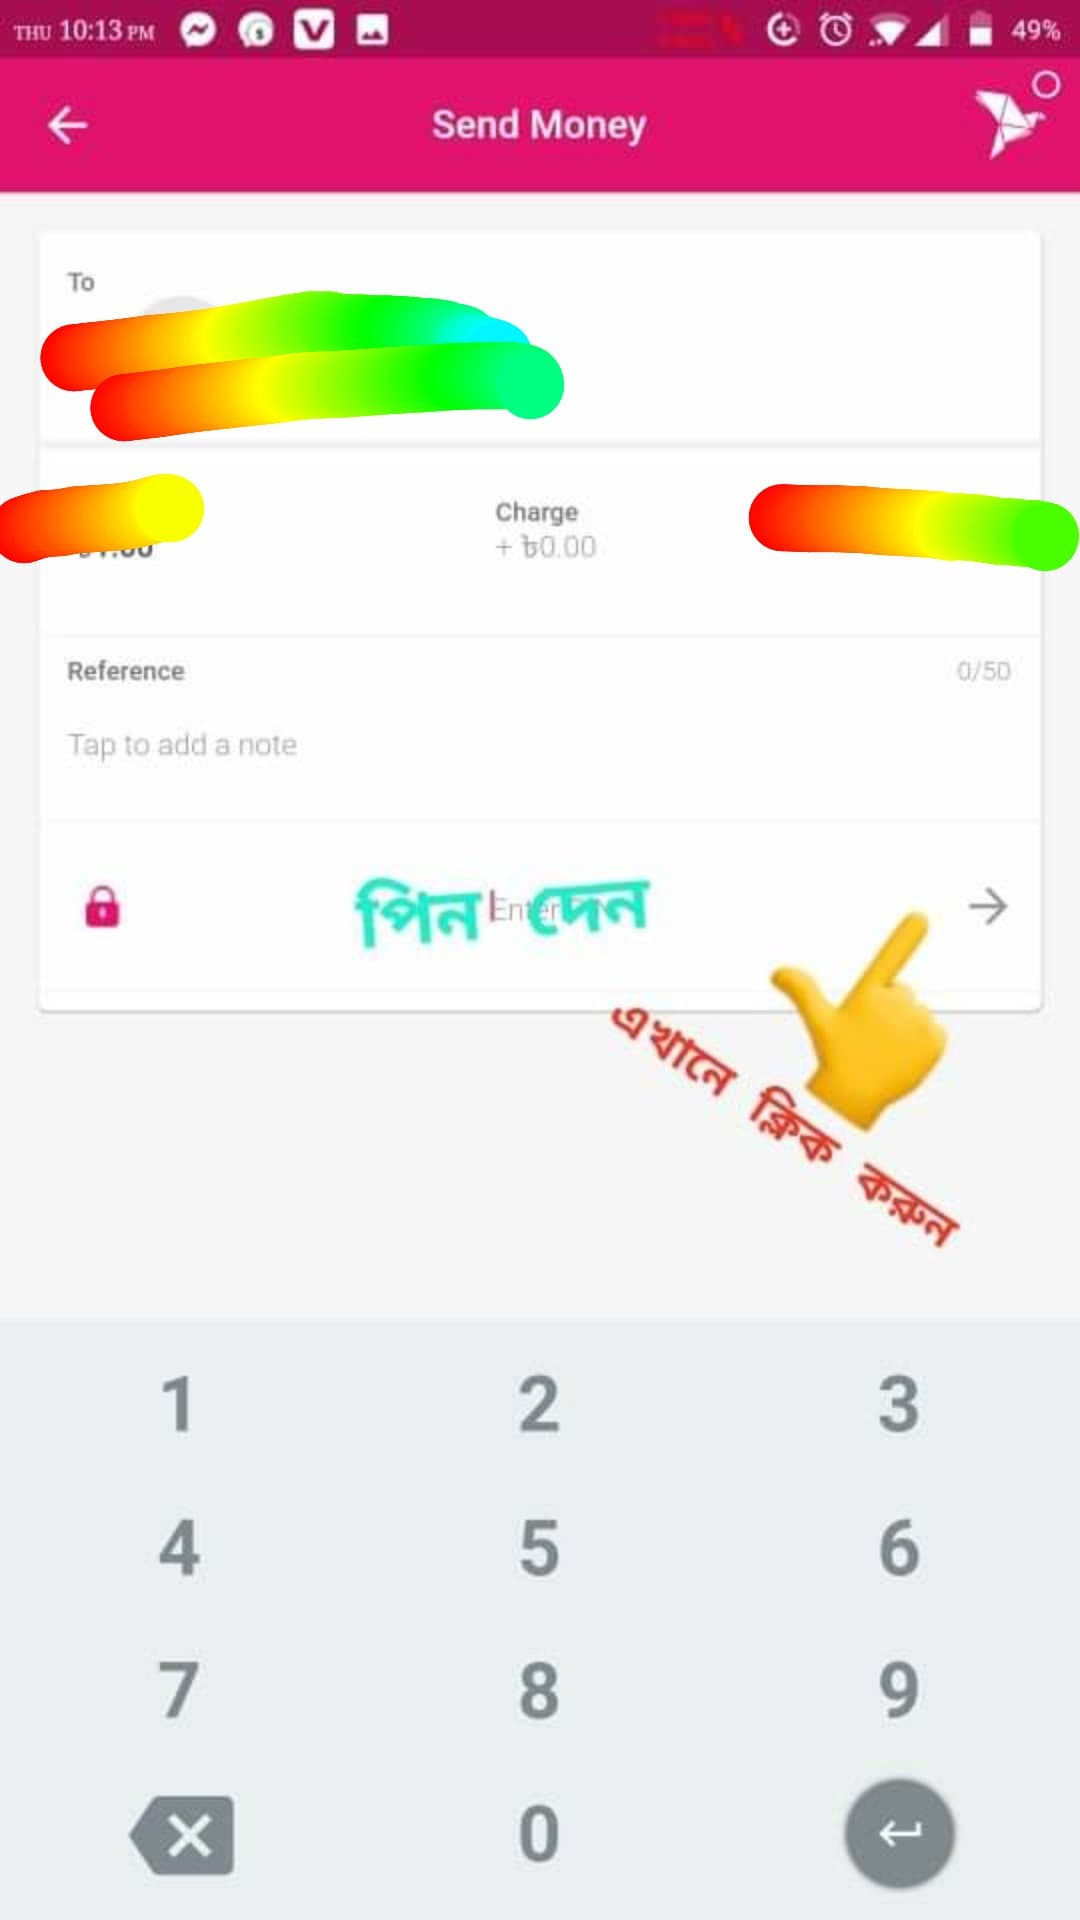 THU 10:13 PM
49%
Send Money
To
Charge
+ ৳0.00
Reference
0/50
Tap to add a note
পিন দেন
Enter
এখানে ক্লিক করুন
1 2 3
4 5 6
7 8 9
0